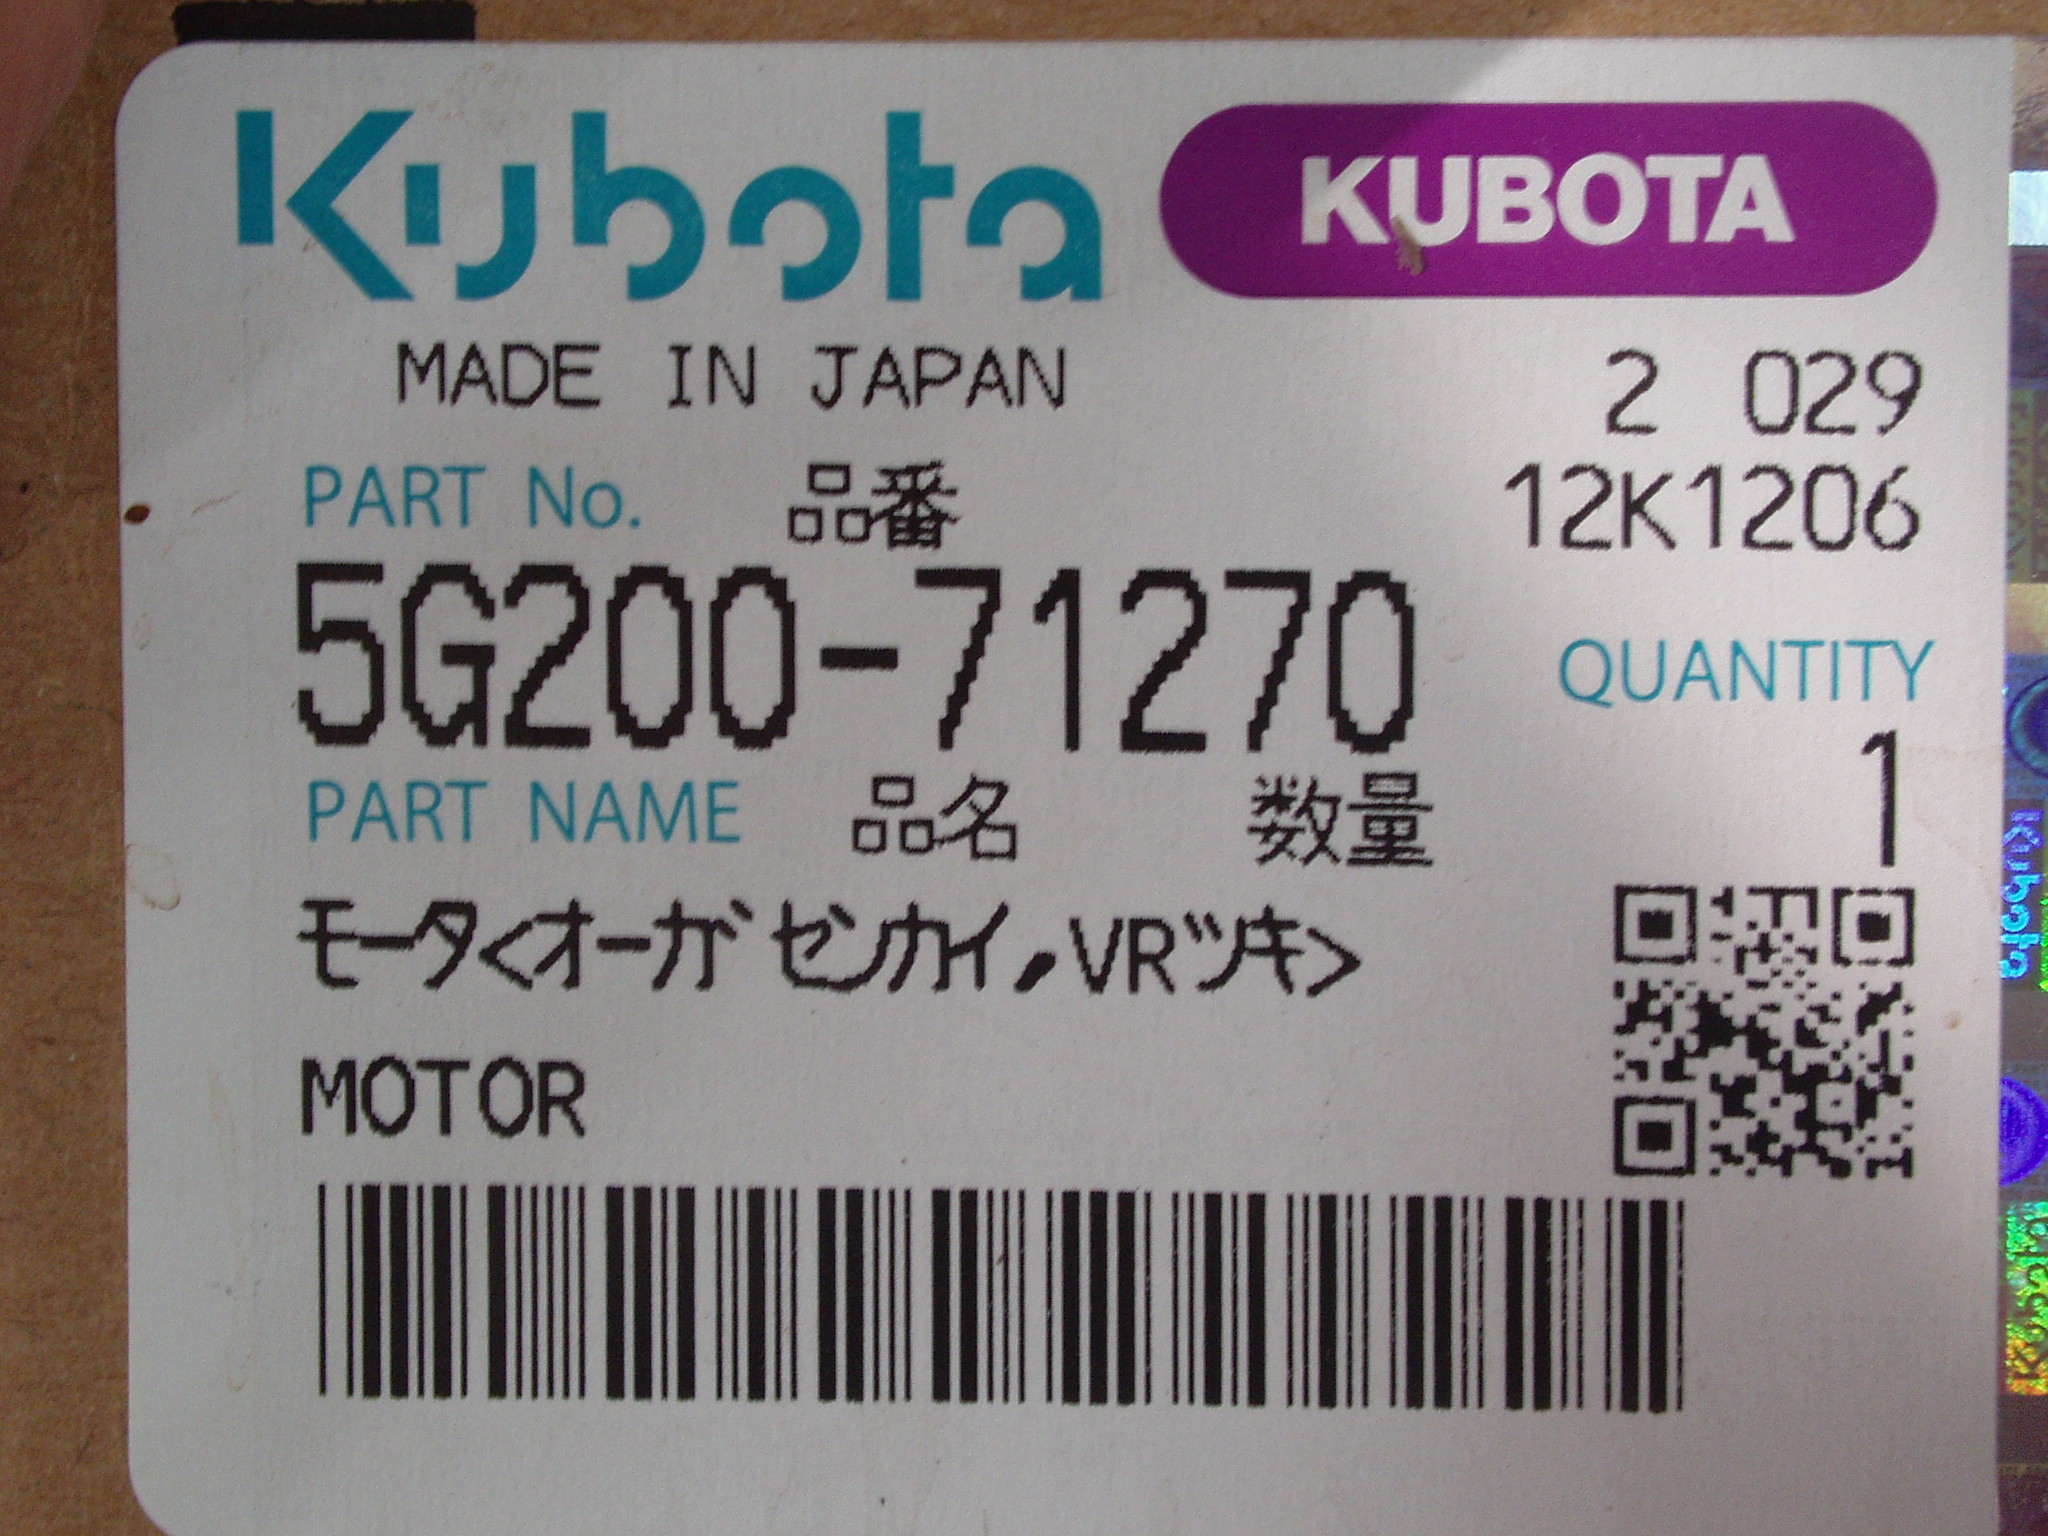 Kubota KUBOTA
MADE IN JAPAN 2 029
PART No. 品番 12K1206
5G200-71270
QUANTITY
1
PART NAME 品名 数量
モータ<オーガ センカイ,VRツキ>
MOTOR
Kubota